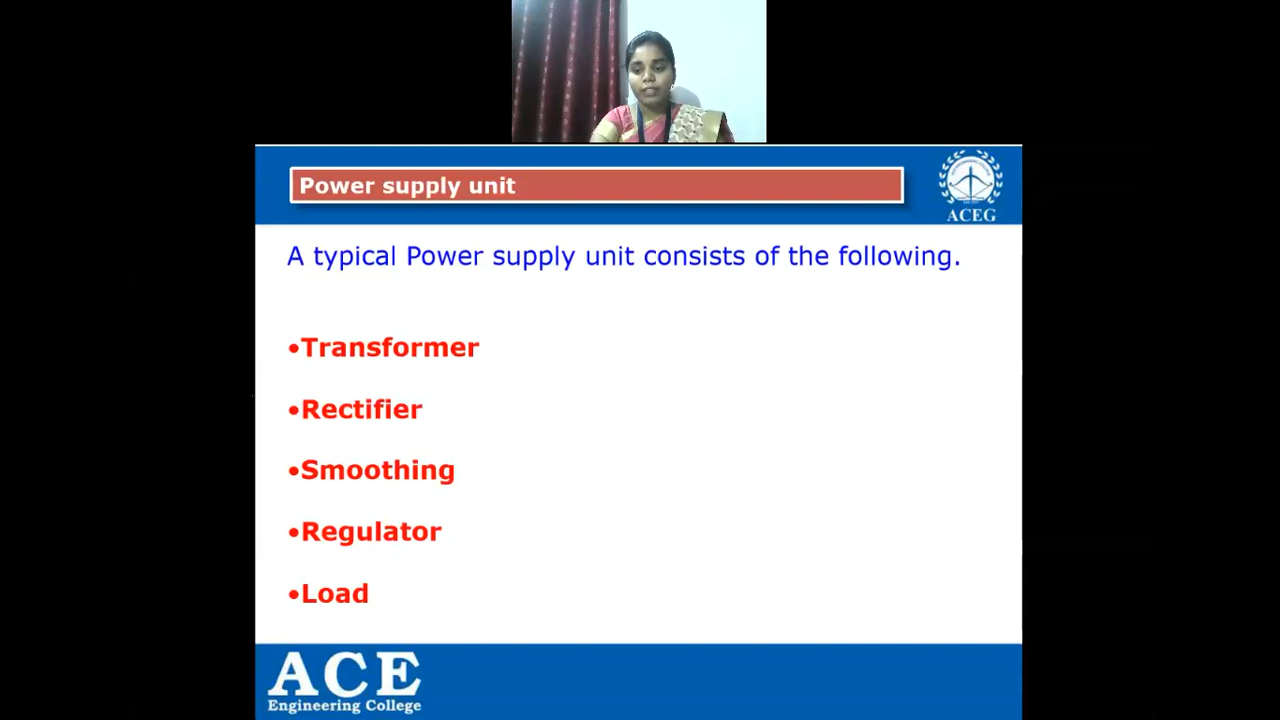 Power supply unit
ACEG
A typical Power supply unit consists of the following.
•Transformer
•Rectifier
•Smoothing
•Regulator
•Load
ACE
Engineering College